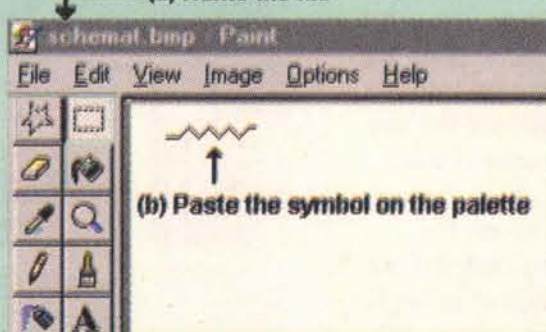 schemat.bmp - Paint
File Edit View Image Options Help
(b) Paste the symbol on the palette
A